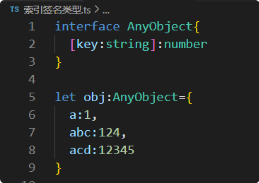 TS 索引签名类型.ts > ...
1 interface AnyObject{
2 [key:string]:number
3 }
4
5 let obj:AnyObject={
6 a:1,
7 abc:124,
8 acd:12345
9 }